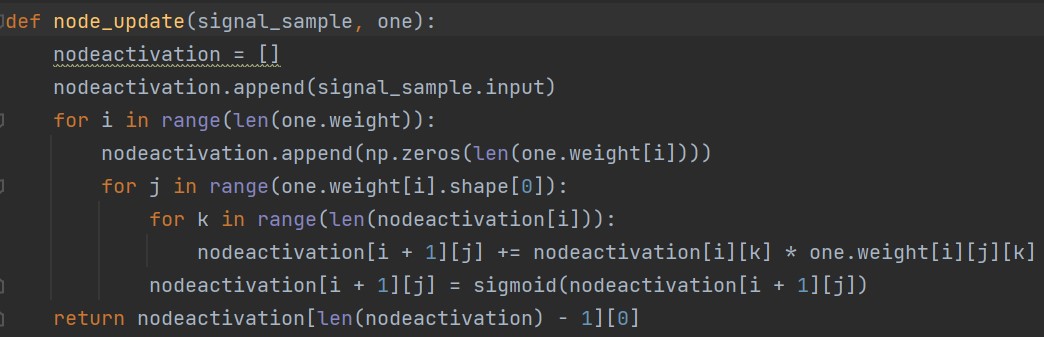 def node_update(signal_sample, one):
    nodeactivation = []
    nodeactivation.append(signal_sample.input)
    for i in range(len(one.weight)):
        nodeactivation.append(np.zeros(len(one.weight[i])))
        for j in range(one.weight[i].shape[0]):
            for k in range(len(nodeactivation[i])):
                nodeactivation[i + 1][j] += nodeactivation[i][k] * one.weight[i][j][k]
            nodeactivation[i + 1][j] = sigmoid(nodeactivation[i + 1][j])
    return nodeactivation[len(nodeactivation) - 1][0]